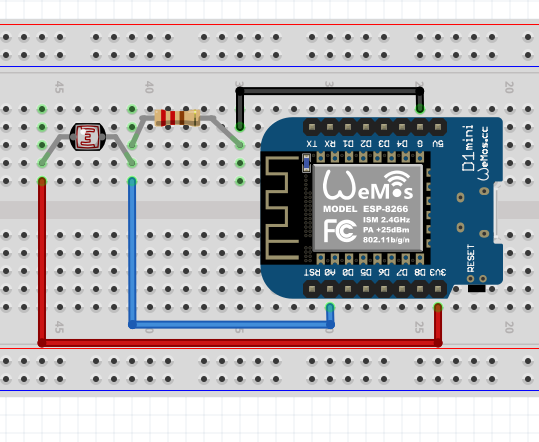 45 40 30 20
TX RX D1 D2 D3 D4 G 5V
D1 mini
WeMos.cc
WeMos
MODEL ESP-8266
ISM 2.4GHz
PA +25dBm
802.11b/g/n
FC
RESET
RST A0 D0 D5 D6 D7 D8 3V3
45 25 20